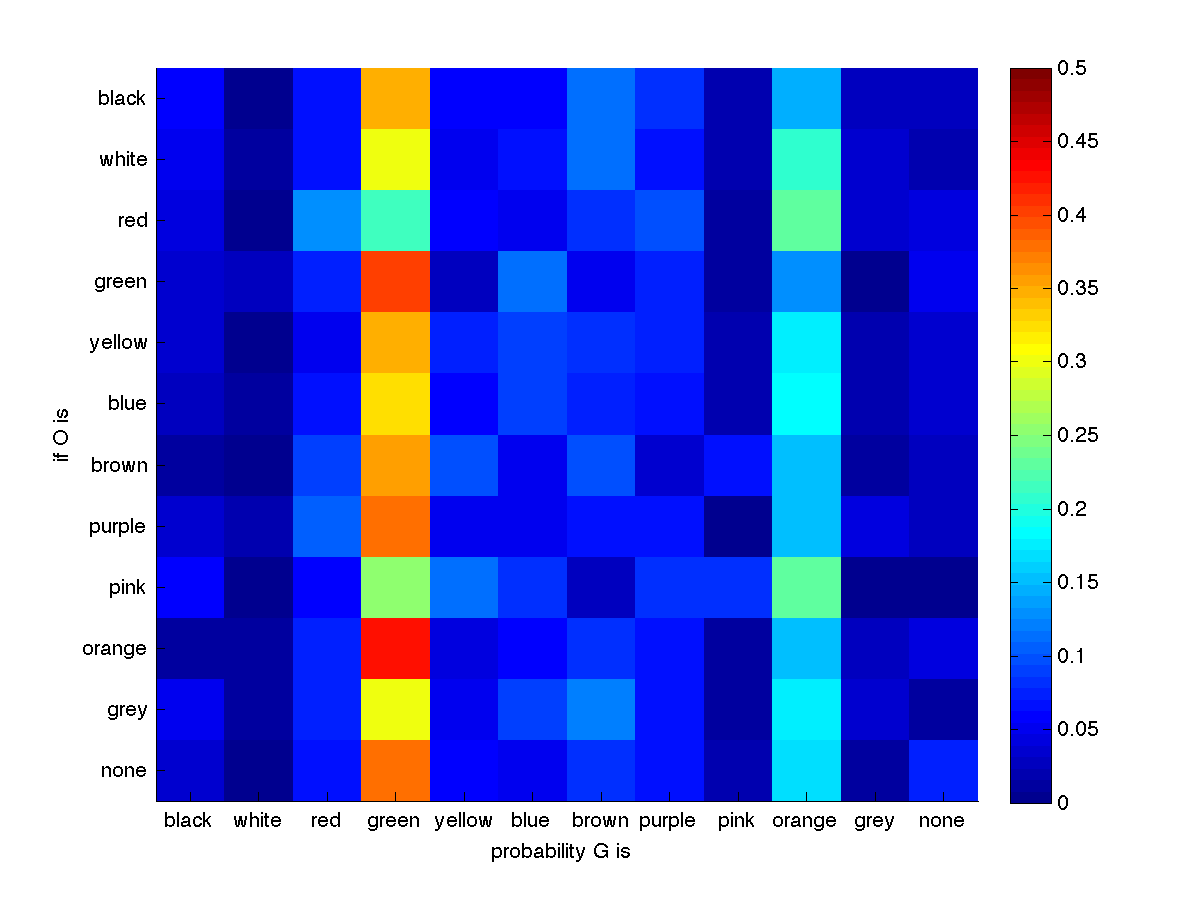 black
white
red
green
yellow
blue
brown
purple
pink
orange
grey
none
if O is
black white red green yellow blue brown purple pink orange grey none
probability G is
0.5
0.45
0.4
0.35
0.3
0.25
0.2
0.15
0.1
0.05
0